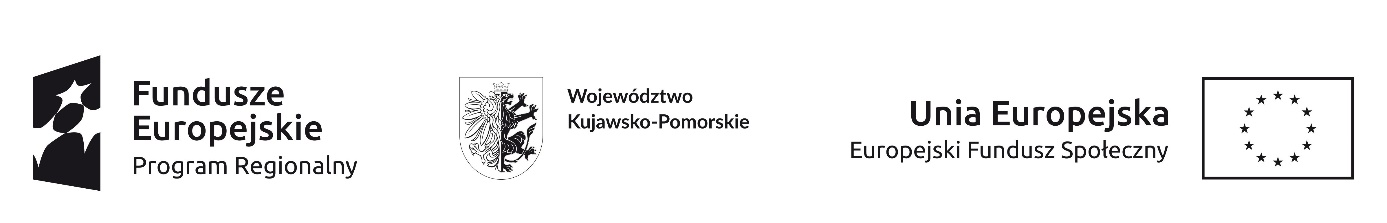 Fundusze
Europejskie
Program Regionalny
Województwo
Kujawsko-Pomorskie
Unia Europejska
Europejski Fundusz Społeczny